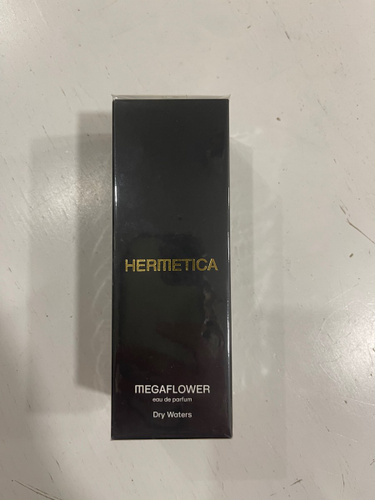 HERMETICA
MEGAFLOWER
eau de parfum
Dry Waters